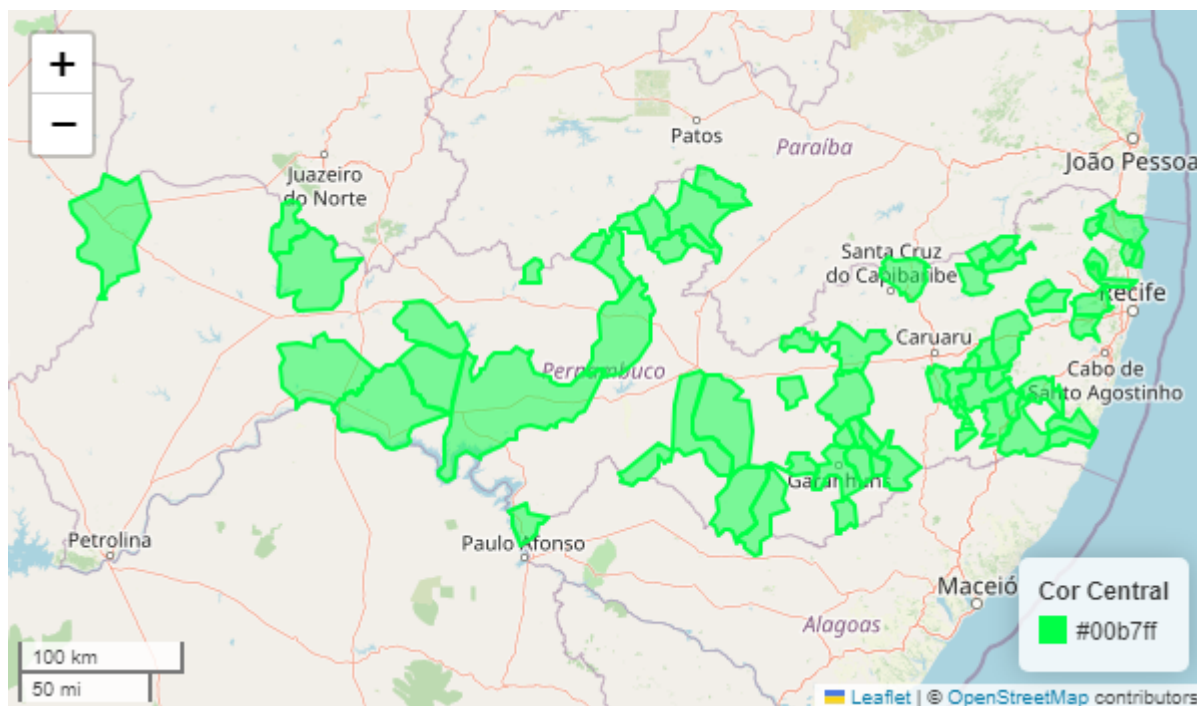 +
−
Patos
Paraíba
João Pessoa
Juazeiro
do Norte
Santa Cruz
do Capibaribe
Recife
Caruaru
Cabo de
Santo Agostinho
Pernambuco
Garanhuns
Petrolina
Paulo Afonso
Maceió
Alagoas
Cor Central
#00b7ff
100 km
50 mi
Leaflet | © OpenStreetMap contributors